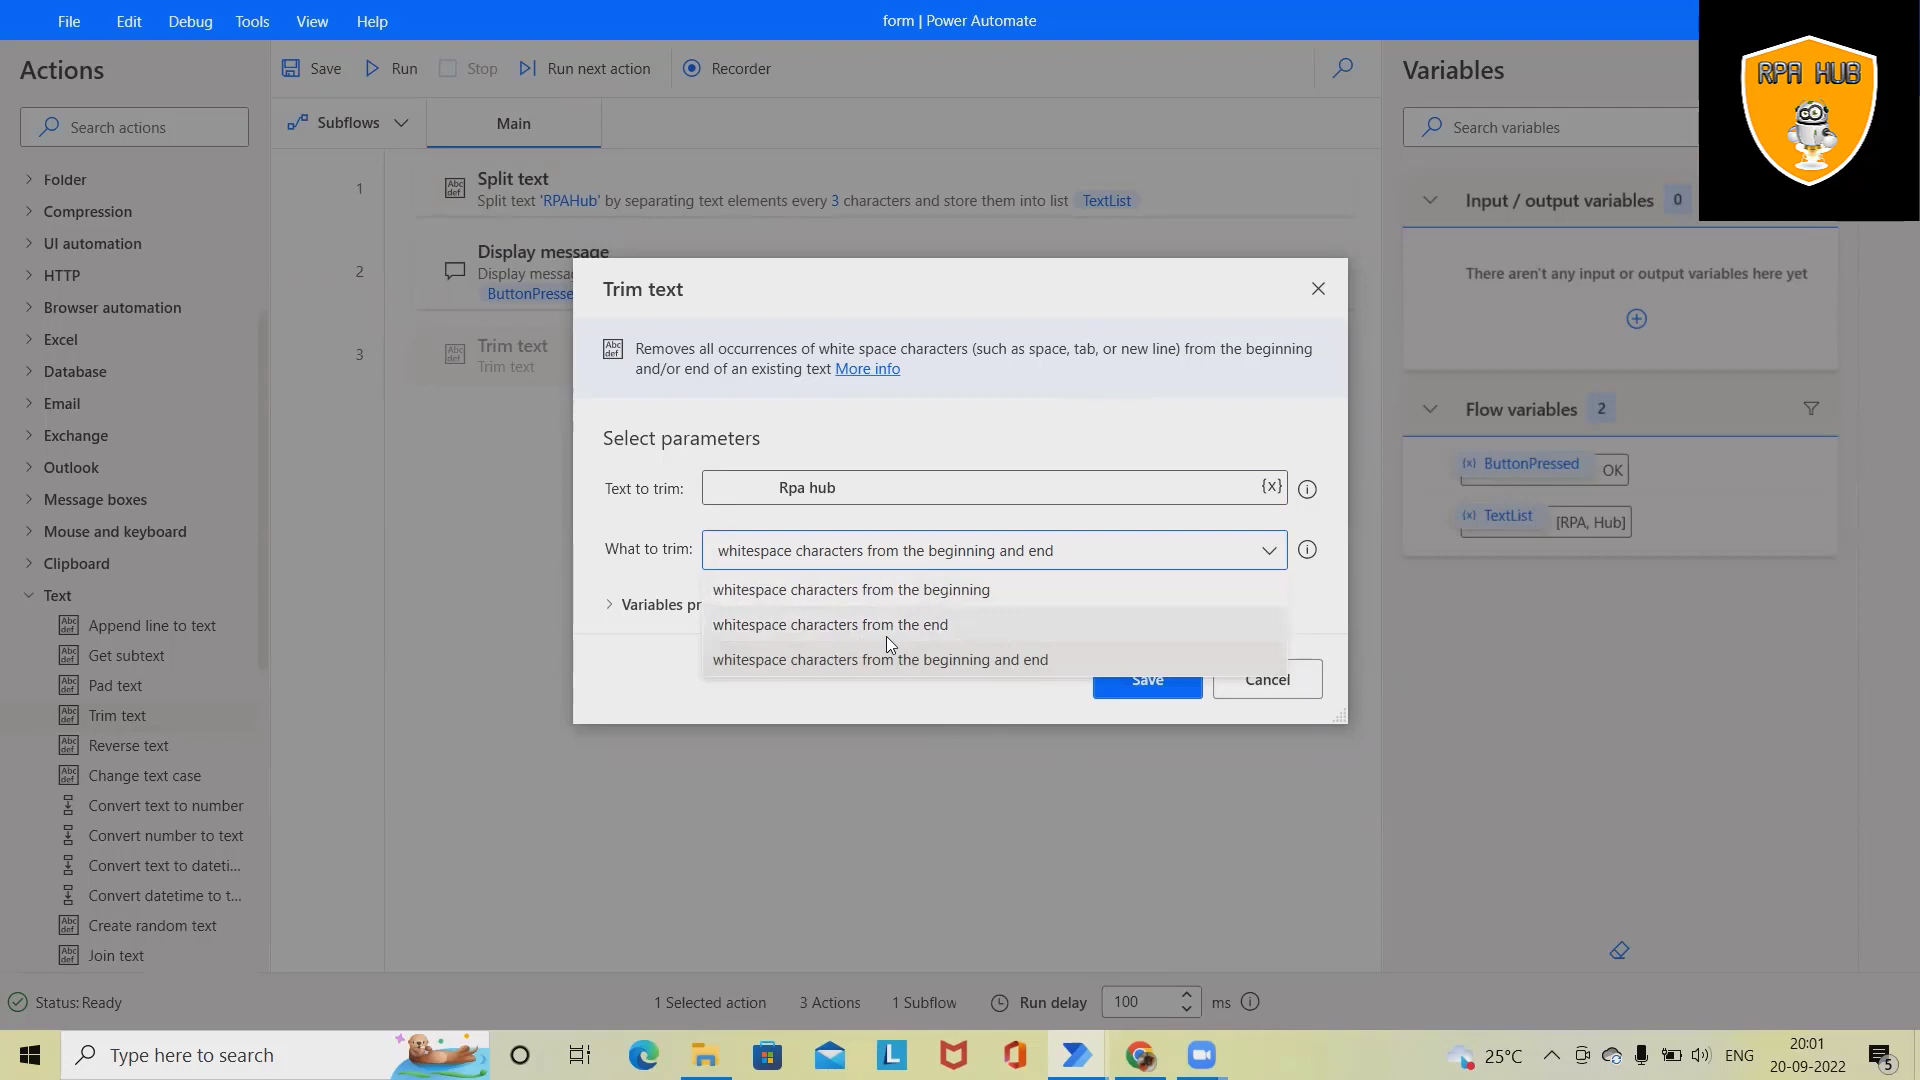 File Edit Debug Tools View Help
form | Power Automate
RPA HUB
Actions
Search actions
Folder
Compression
UI automation
HTTP
Browser automation
Excel
Database
Email
Exchange
Outlook
Message boxes
Mouse and keyboard
Clipboard
Text
Append line to text
Get subtext
Pad text
Trim text
Reverse text
Change text case
Convert text to number
Convert number to text
Convert text to dateti...
Convert datetime to t...
Create random text
Join text
Save Run Stop Run next action Recorder
Subflows Main
1 Split text
Split text 'RPAHub' by separating text elements every 3 characters and store them into list TextList
2 Display message
Display messa
ButtonPresse
3 Trim text
Trim text
Trim text
Removes all occurrences of white space characters (such as space, tab, or new line) from the beginning
and/or end of an existing text More info
Select parameters
Text to trim: Rpa hub {x}
What to trim: whitespace characters from the beginning and end
whitespace characters from the beginning
Variables pr
whitespace characters from the end
whitespace characters from the beginning and end
Save Cancel
Variables
Search variables
Input / output variables 0
There aren't any input or output variables here yet
Flow variables 2
{x} ButtonPressed OK
{x} TextList [RPA, Hub]
Status: Ready 1 Selected action 3 Actions 1 Subflow Run delay 100 ms
Type here to search
L
25°C ENG
20:01
20-09-2022
5